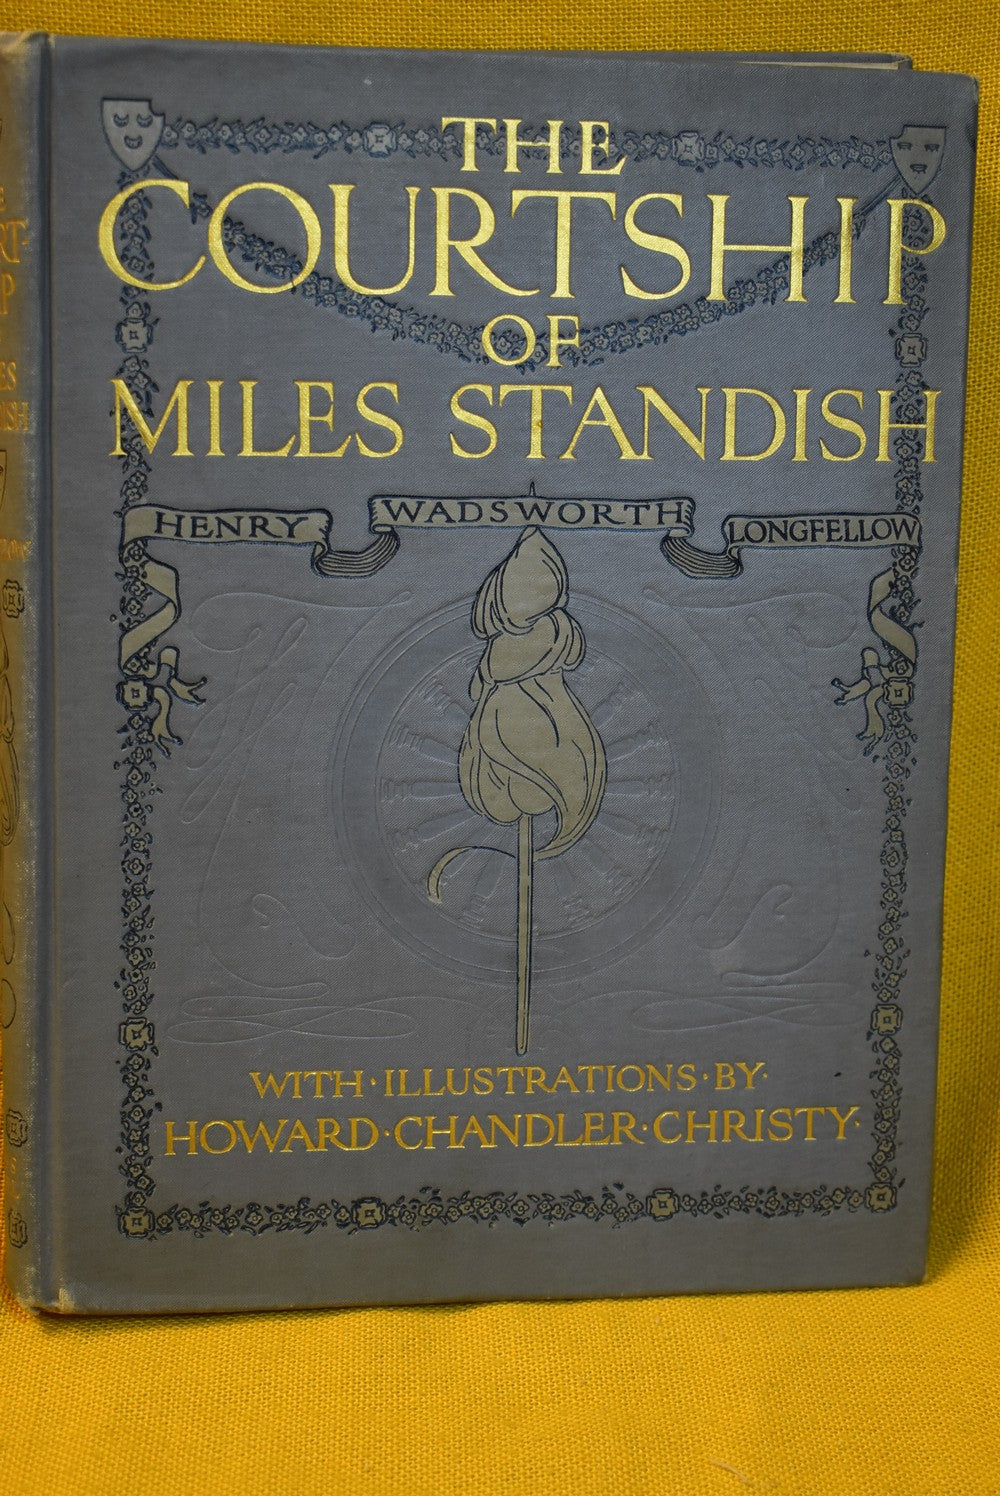 THE
COURTSHIP
OF
MILES STANDISH
HENRY WADSWORTH LONGFELLOW
WITH·ILLUSTRATIONS·BY·
HOWARD·CHANDLER·CHRISTY·